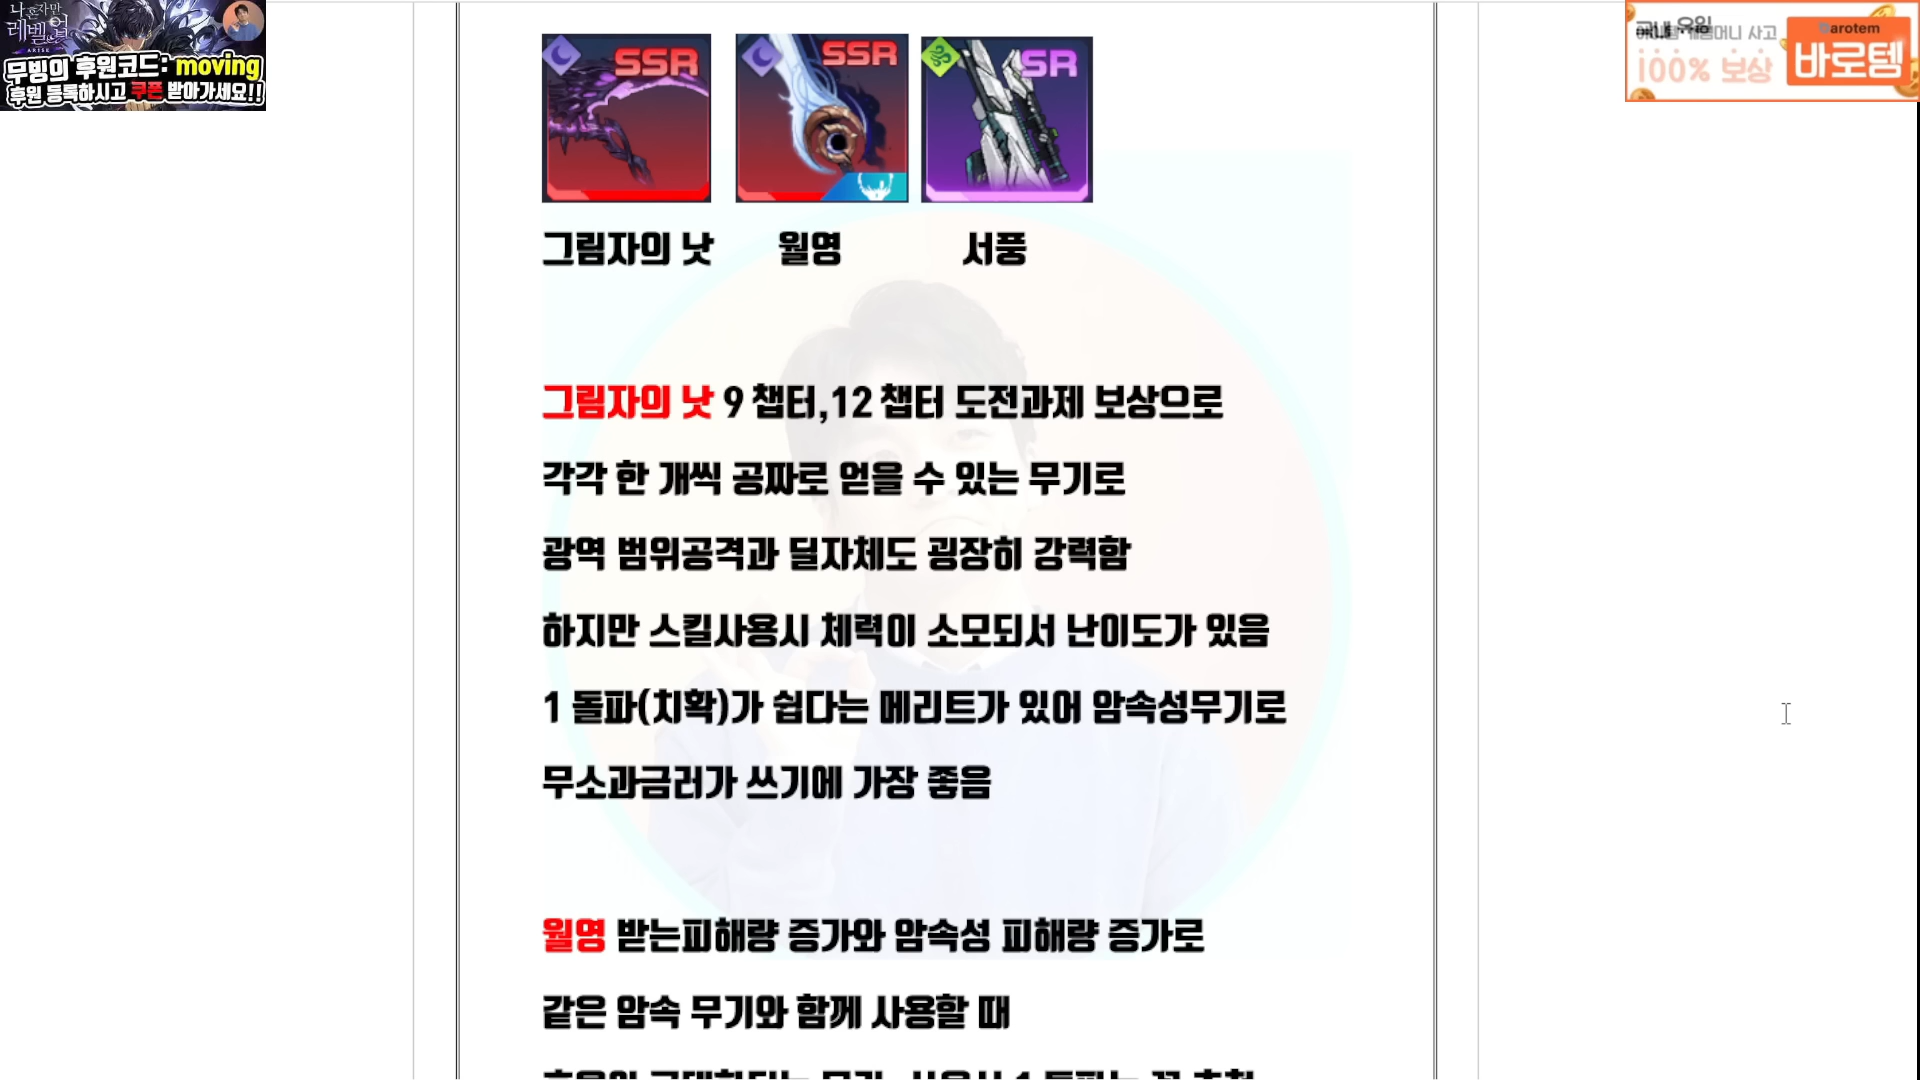 나 혼자만
레벨업
ARISE
무빙의 후원코드: moving
후원 등록하시고 쿠폰 받아가세요!!
100% 보상
arotem
바로템
SSR
SSR
SR
그림자의 낫 월영 서풍
그림자의 낫 9 챕터,12 챕터 도전과제 보상으로
각각 한 개씩 공짜로 얻을 수 있는 무기로
광역 범위공격과 딜자체도 굉장히 강력함
하지만 스킬사용시 체력이 소모되서 난이도가 있음
1 돌파(치확)가 쉽다는 메리트가 있어 암속성무기로
무소과금러가 쓰기에 가장 좋음
월영 받는피해량 증가와 암속성 피해량 증가로
같은 암속 무기와 함께 사용할 때